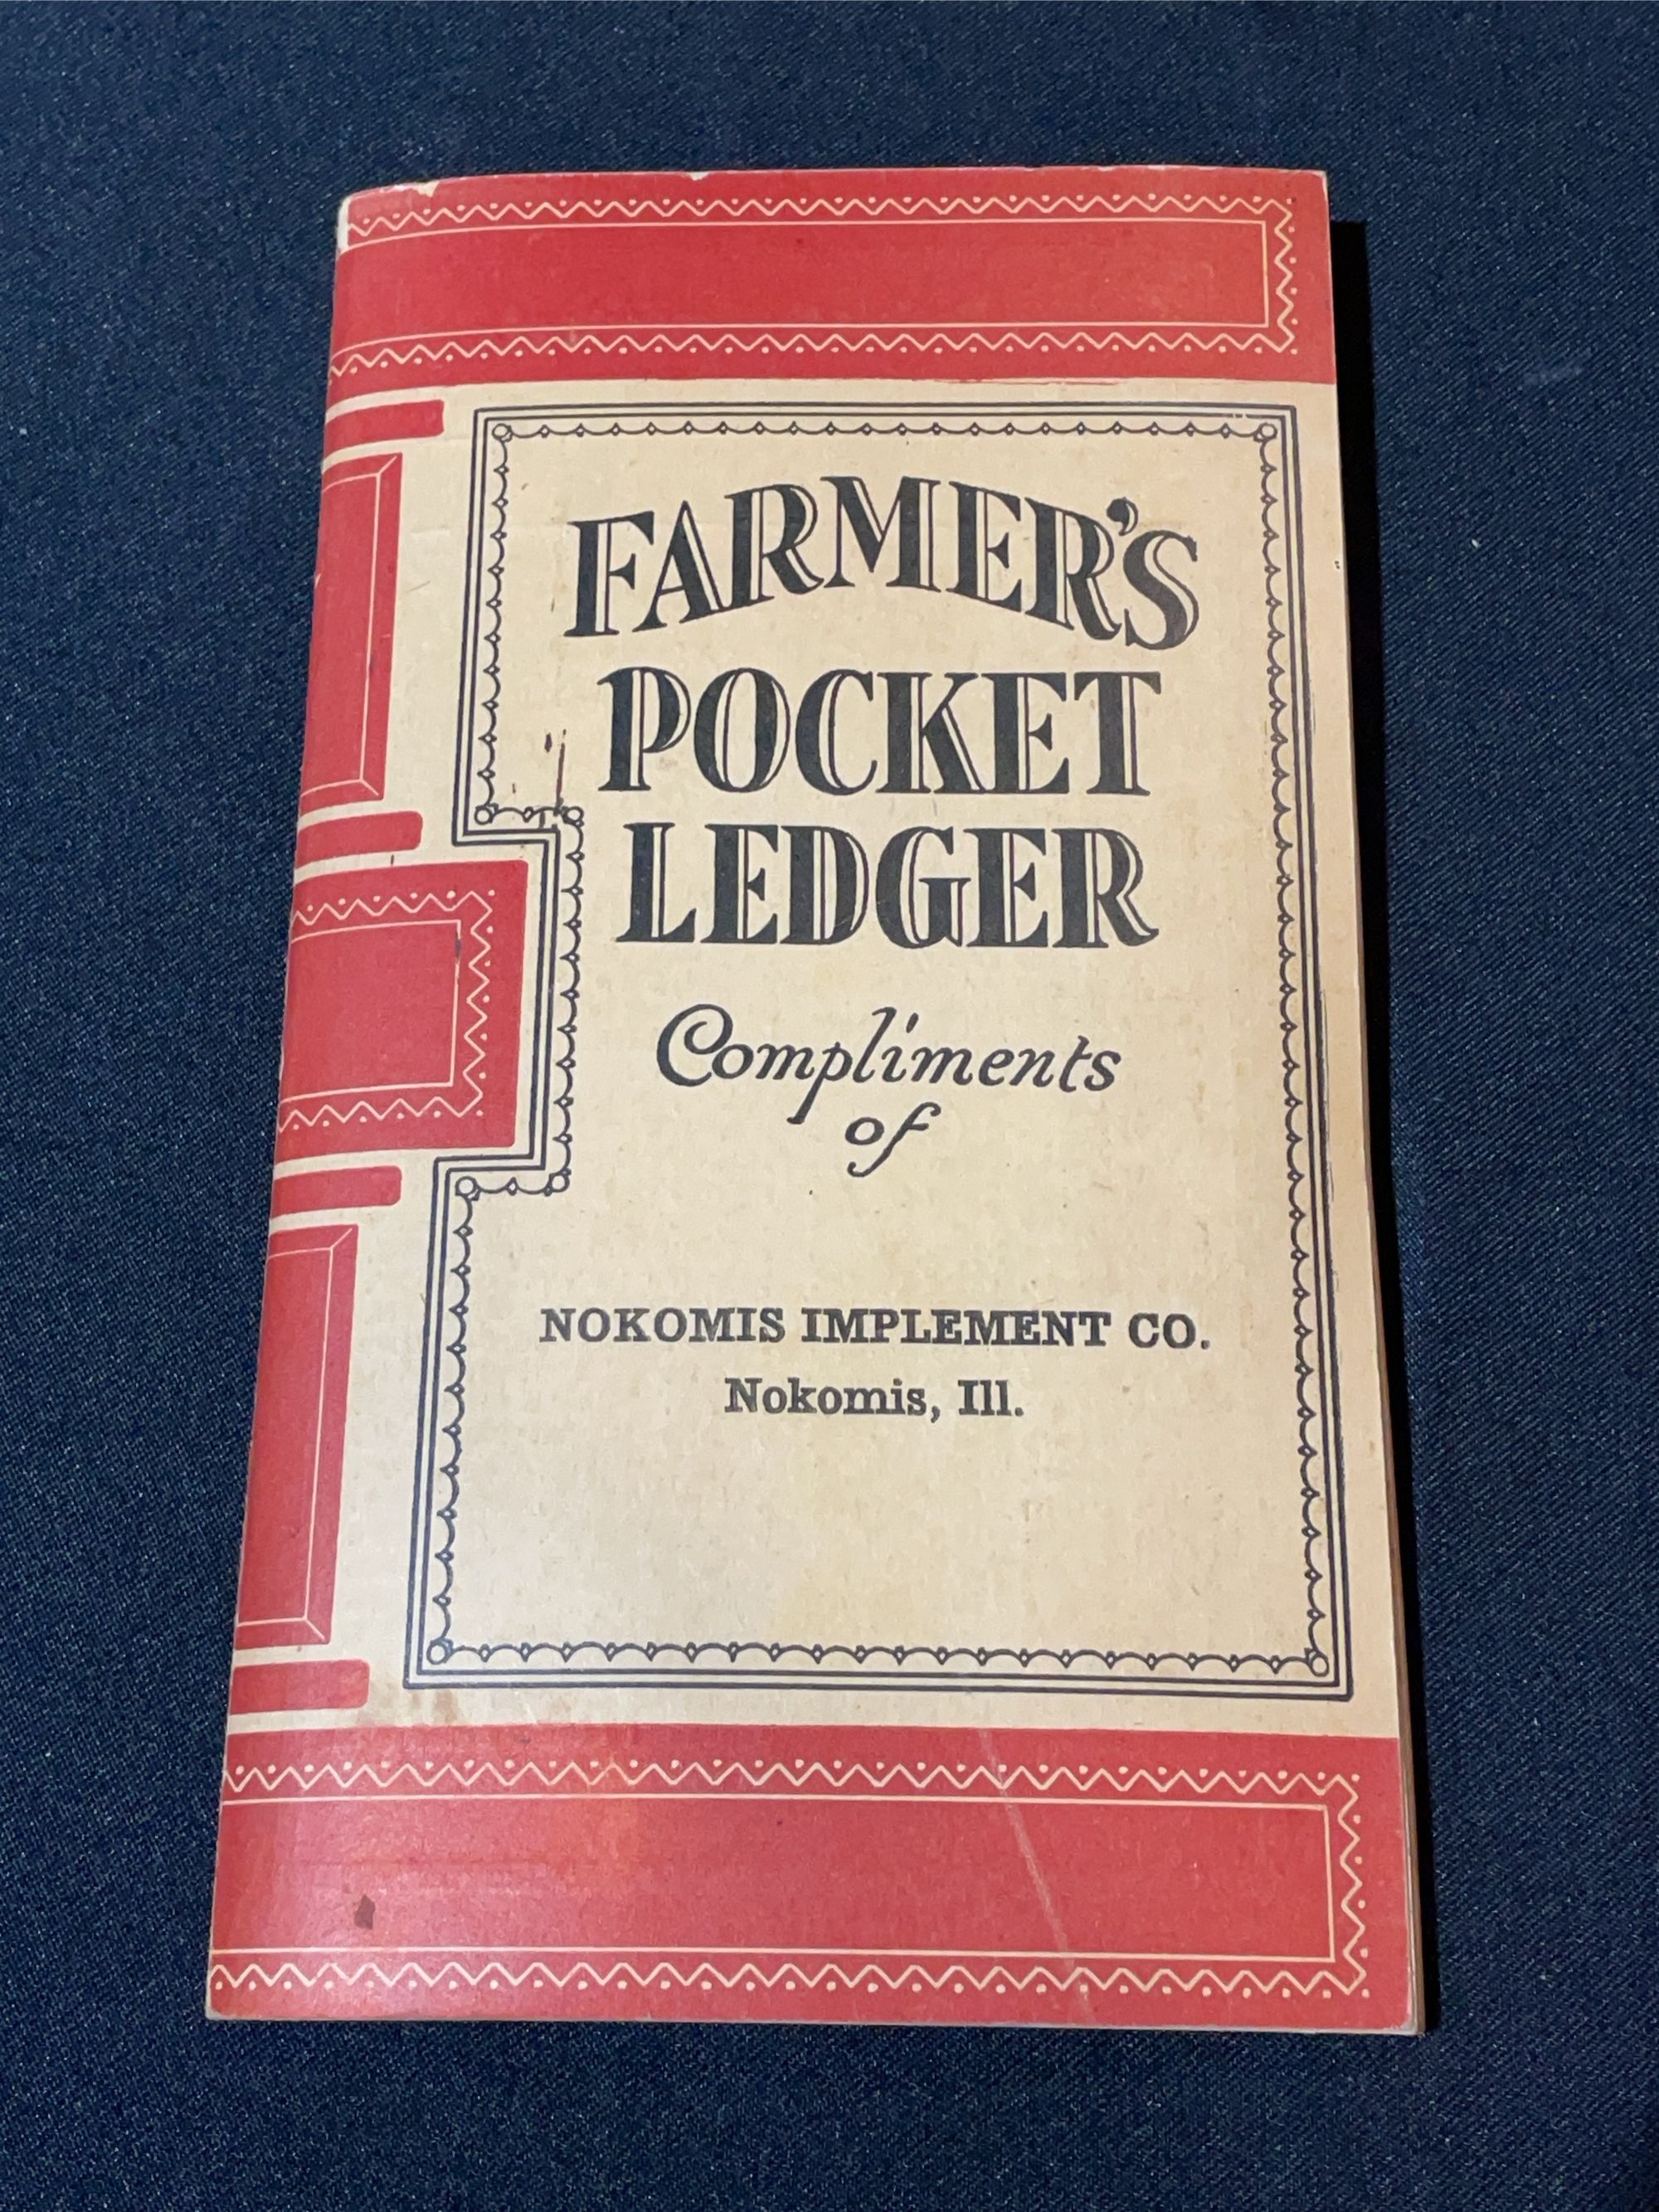 FARMER'S
POCKET
LEDGER
Compliments
of
NOKOMIS IMPLEMENT CO.
Nokomis, Ill.